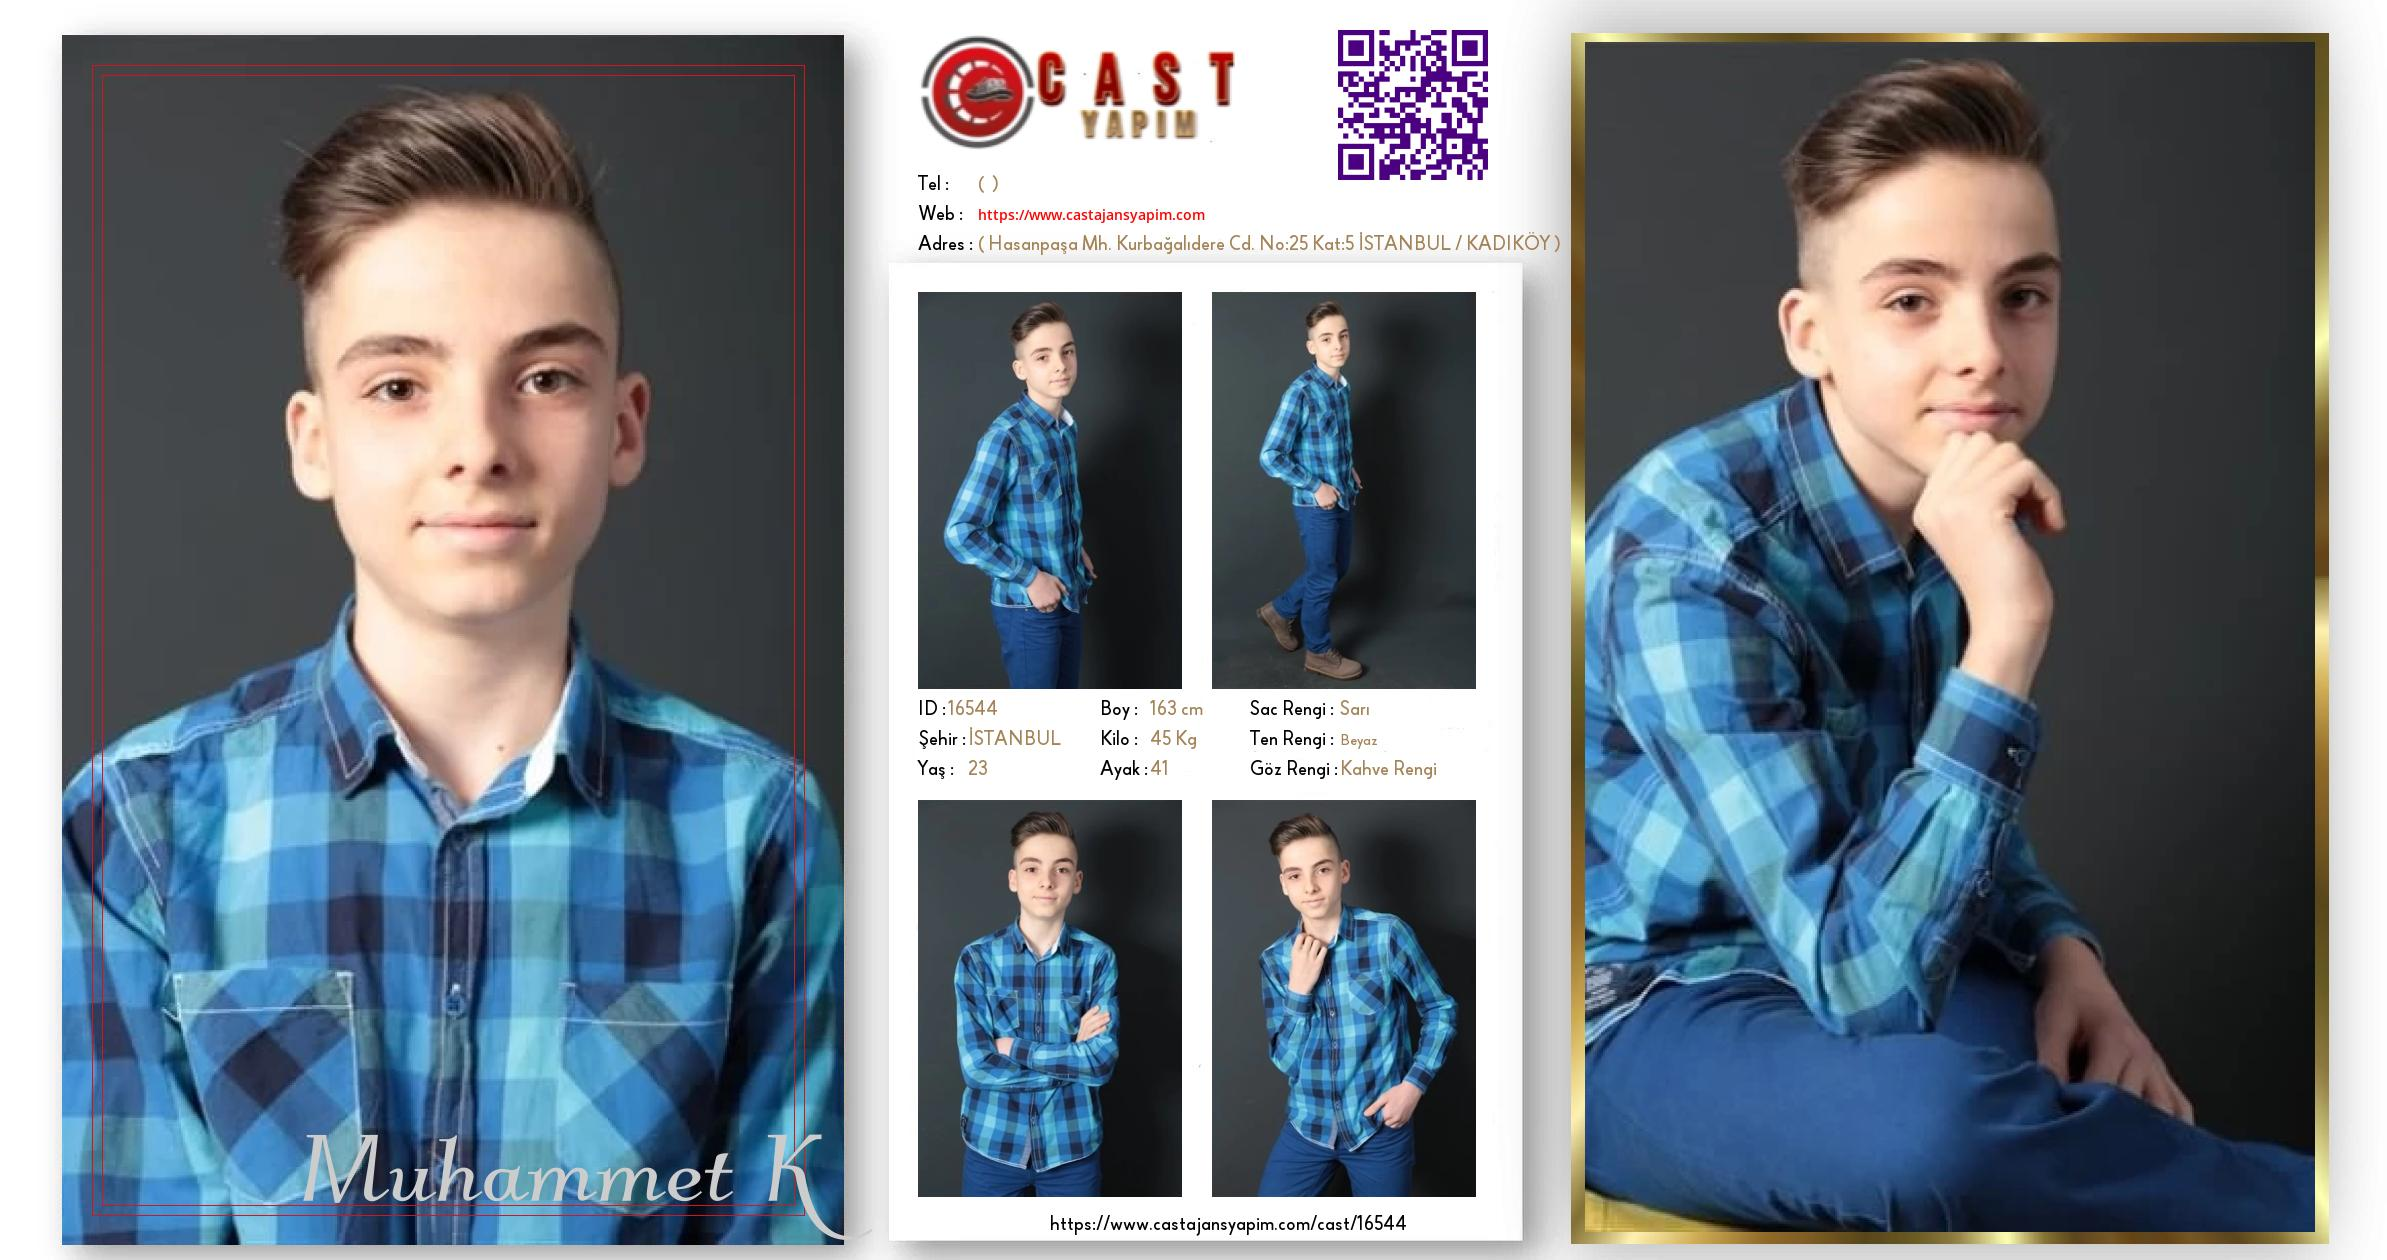 CAST
YAPIM
Tel : ( )
Web : https://www.castajansyapim.com
Adres : ( Hasanpaşa Mh. Kurbağalıdere Cd. No:25 Kat:5 İSTANBUL / KADIKÖY )
ID :16544 Boy : 163 cm Sac Rengi : Sarı
Şehir :İSTANBUL Kilo : 45 Kg Ten Rengi : Beyaz
Yaş : 23 Ayak :41 Göz Rengi :Kahve Rengi
https://www.castajansyapim.com/cast/16544
Muhammet K